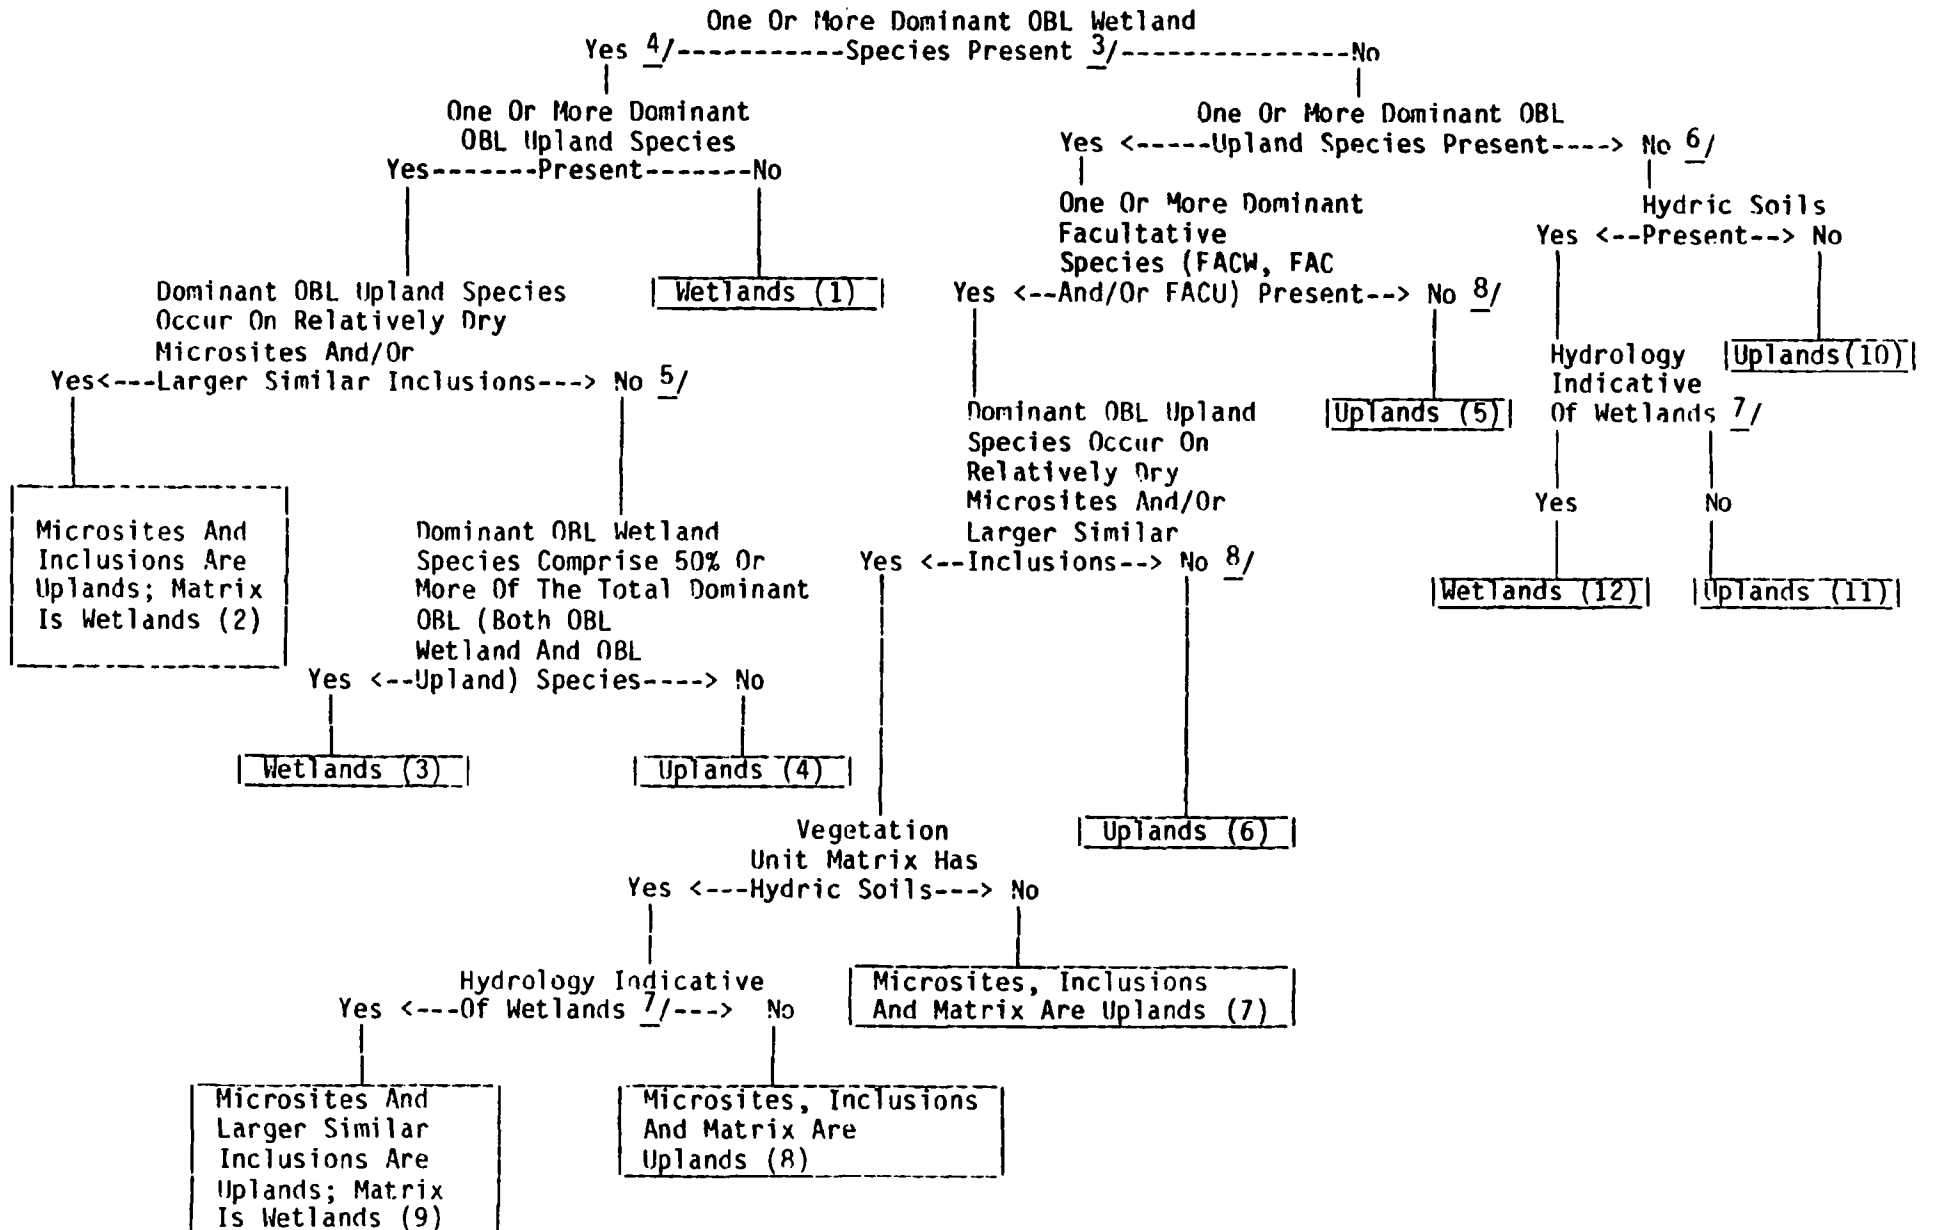 One Or More Dominant OBL Wetland
Yes 4/-----------Species Present 3/---------------No
One Or More Dominant
OBL Upland Species
Yes-------Present-------No
One Or More Dominant OBL
Yes <-----Upland Species Present----> No 6/
Dominant OBL Upland Species
Occur On Relatively Dry
Microsites And/Or
Yes<---Larger Similar Inclusions---> No 5/
Wetlands (1)
One Or More Dominant
Facultative
Species (FACW, FAC
Yes <--And/Or FACU) Present--> No 8/
Hydric Soils
Yes <--Present--> No
Microsites And
Inclusions Are
Uplands; Matrix
Is Wetlands (2)
Dominant OBL Wetland
Species Comprise 50% Or
More Of The Total Dominant
OBL (Both OBL
Wetland And OBL
Yes <--Upland) Species----> No
Wetlands (3)
Uplands (4)
Dominant OBL Upland
Species Occur On
Relatively Dry
Microsites And/Or
Larger Similar
Yes <--Inclusions--> No 8/
Uplands (5)
Hydrology
Indicative
Of Wetlands 7/
Uplands(10)
Yes
No
Wetlands (12)
Uplands (11)
Vegetation
Unit Matrix Has
Yes <---Hydric Soils---> No
Uplands (6)
Hydrology Indicative
Yes <---Of Wetlands 7/---> No
Microsites, Inclusions
And Matrix Are Uplands (7)
Microsites And
Larger Similar
Inclusions Are
Uplands; Matrix
Is Wetlands (9)
Microsites, Inclusions
And Matrix Are
Uplands (8)